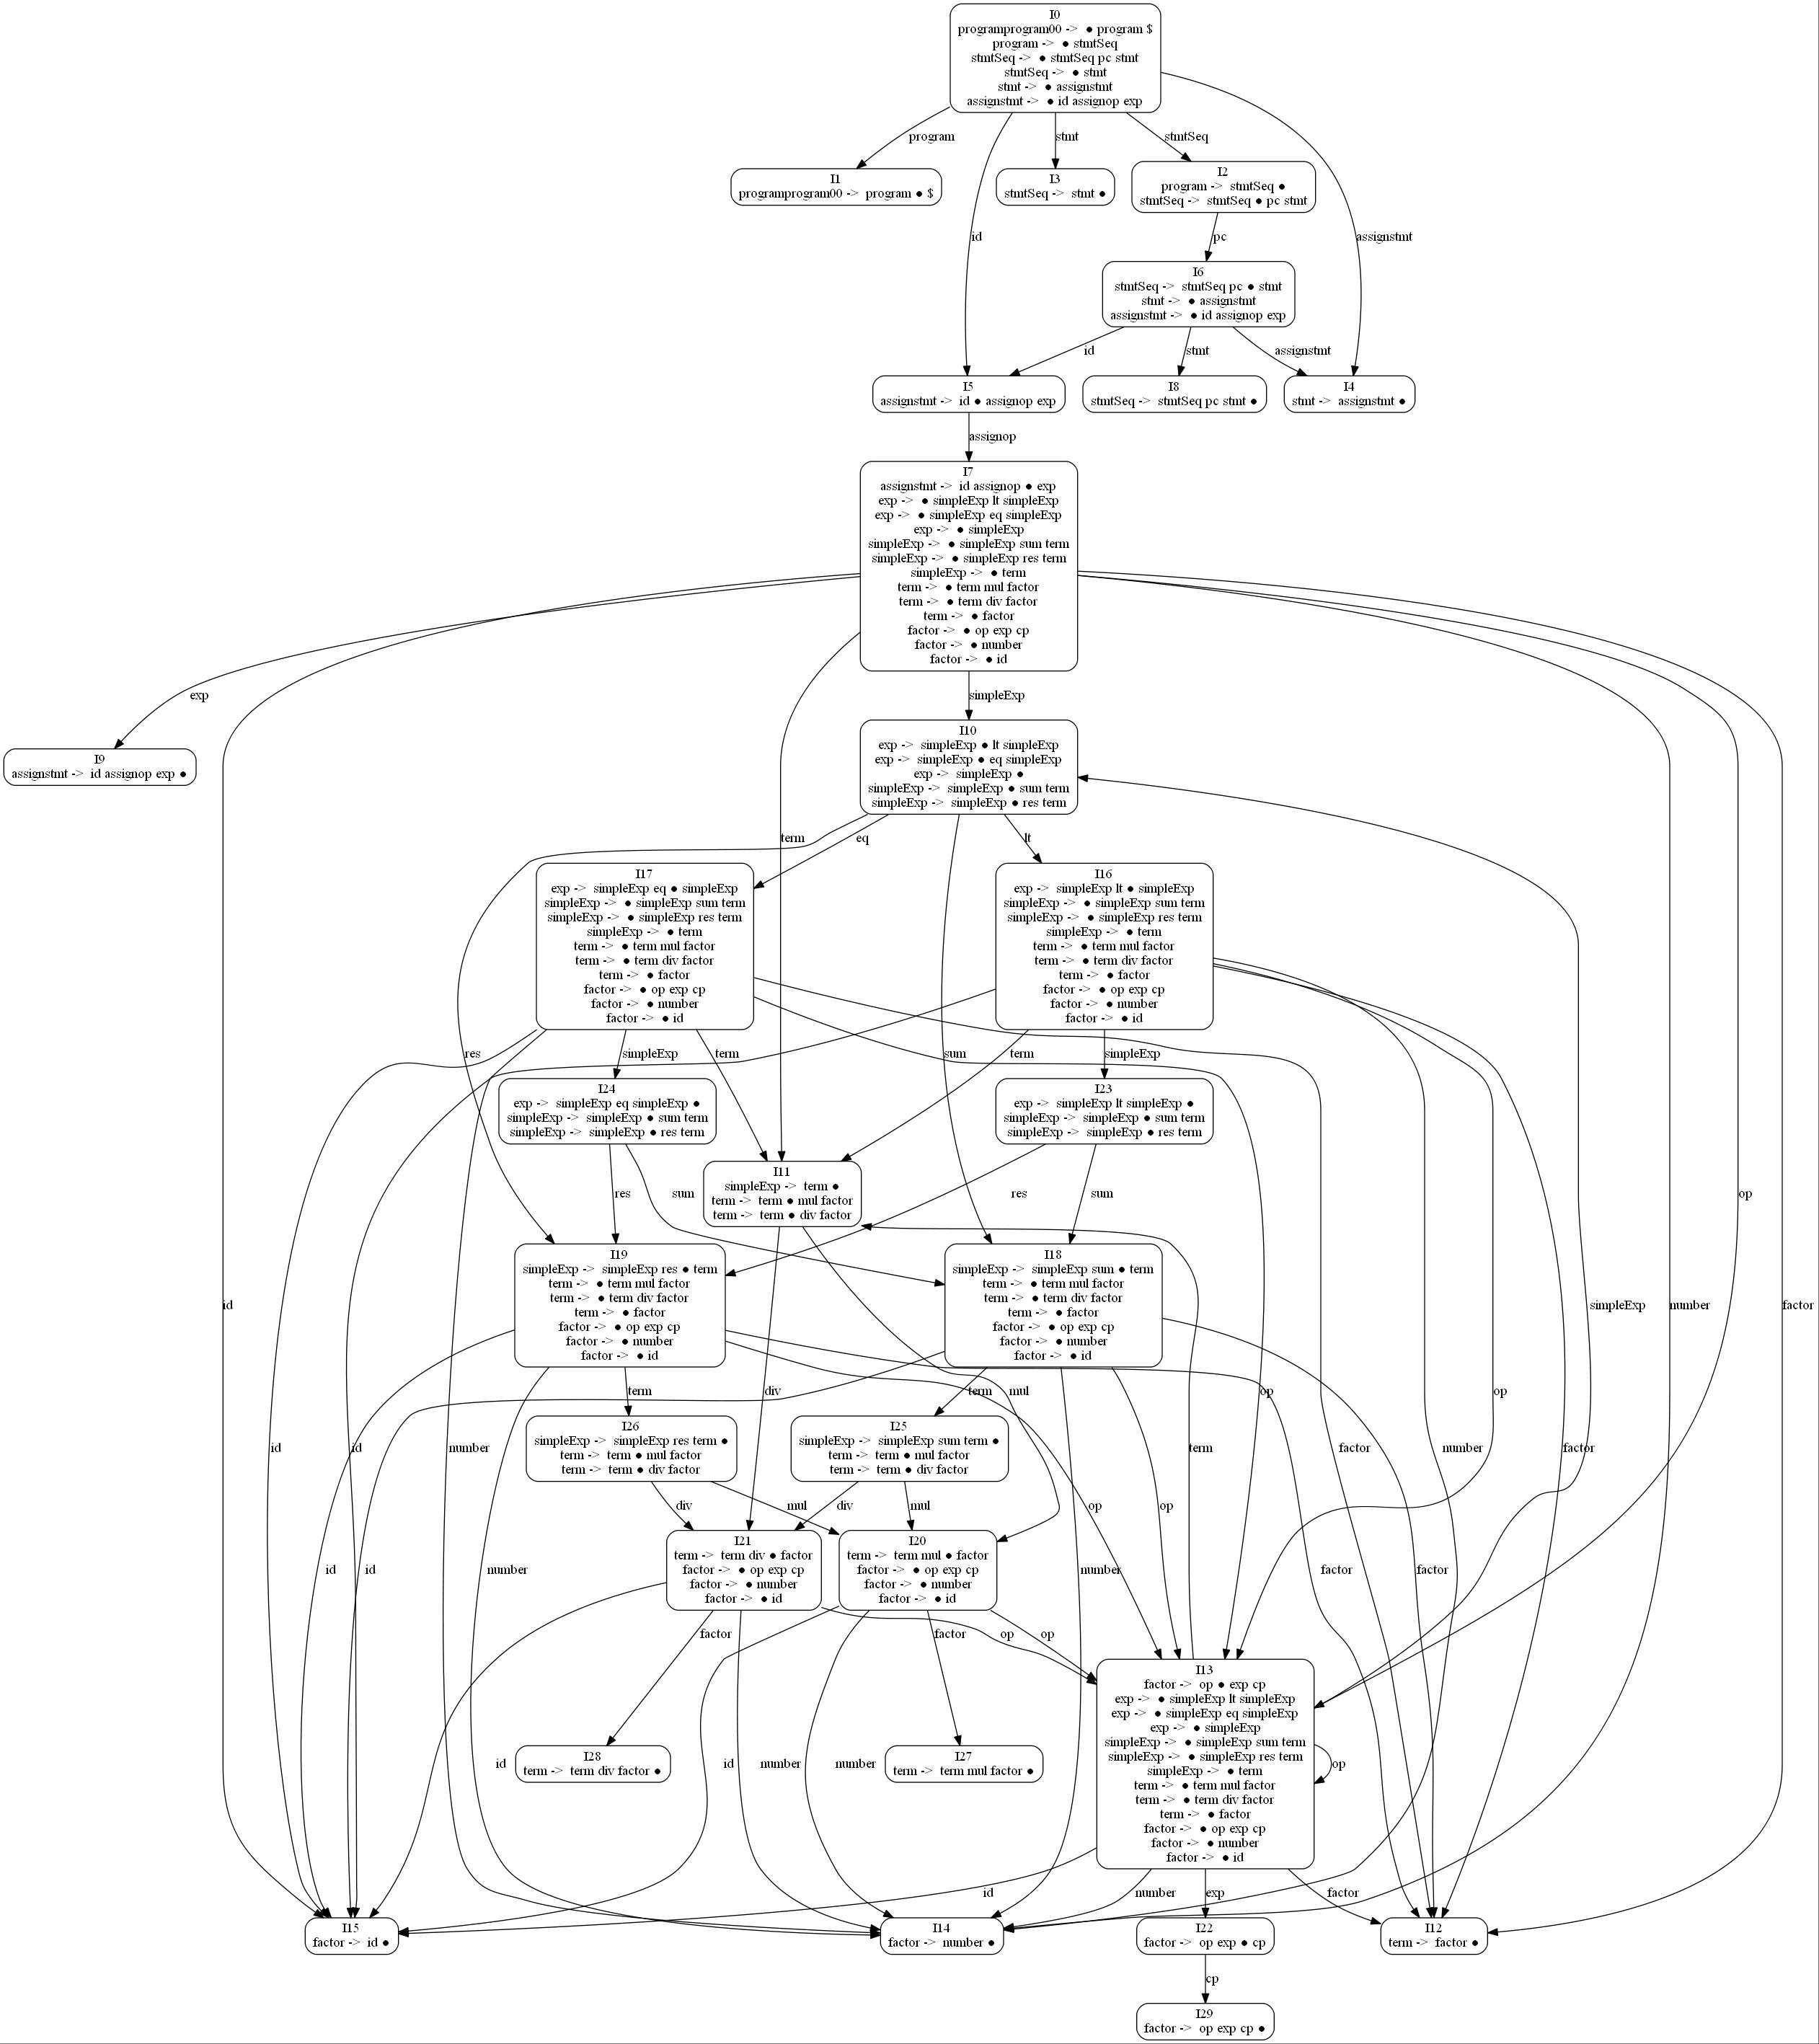 I0
programprogram00 -> ● program $
program -> ● stmtSeq
stmtSeq -> ● stmtSeq pc stmt
stmtSeq -> ● stmt
stmt -> ● assignstmt
assignstmt -> ● id assignop exp
program
stmt
stmtSeq
I1
programprogram00 -> program ● $
I3
stmtSeq -> stmt ●
I2
program -> stmtSeq ●
stmtSeq -> stmtSeq ● pc stmt
id
pc
assignstmt
I6
stmtSeq -> stmtSeq pc ● stmt
stmt -> ● assignstmt
assignstmt -> ● id assignop exp
id
stmt
assignstmt
I5
assignstmt -> id ● assignop exp
I8
stmtSeq -> stmtSeq pc stmt ●
I4
stmt -> assignstmt ●
assignop
I7
assignstmt -> id assignop ● exp
exp -> ● simpleExp lt simpleExp
exp -> ● simpleExp eq simpleExp
exp -> ● simpleExp
simpleExp -> ● simpleExp sum term
simpleExp -> ● simpleExp res term
simpleExp -> ● term
term -> ● term mul factor
term -> ● term div factor
term -> ● factor
factor -> ● op exp cp
factor -> ● number
factor -> ● id
exp
simpleExp
I9
assignstmt -> id assignop exp ●
I10
exp -> simpleExp ● lt simpleExp
exp -> simpleExp ● eq simpleExp
exp -> simpleExp ●
simpleExp -> simpleExp ● sum term
simpleExp -> simpleExp ● res term
term
eq
lt
I17
exp -> simpleExp eq ● simpleExp
simpleExp -> ● simpleExp sum term
simpleExp -> ● simpleExp res term
simpleExp -> ● term
term -> ● term mul factor
term -> ● term div factor
term -> ● factor
factor -> ● op exp cp
factor -> ● number
factor -> ● id
I16
exp -> simpleExp lt ● simpleExp
simpleExp -> ● simpleExp sum term
simpleExp -> ● simpleExp res term
simpleExp -> ● term
term -> ● term mul factor
term -> ● term div factor
term -> ● factor
factor -> ● op exp cp
factor -> ● number
factor -> ● id
res
simpleExp
term
sum
term
simpleExp
I24
exp -> simpleExp eq simpleExp ●
simpleExp -> simpleExp ● sum term
simpleExp -> simpleExp ● res term
I23
exp -> simpleExp lt simpleExp ●
simpleExp -> simpleExp ● sum term
simpleExp -> simpleExp ● res term
I11
simpleExp -> term ●
term -> term ● mul factor
term -> term ● div factor
res
sum
res
sum
I19
simpleExp -> simpleExp res ● term
term -> ● term mul factor
term -> ● term div factor
term -> ● factor
factor -> ● op exp cp
factor -> ● number
factor -> ● id
I18
simpleExp -> simpleExp sum ● term
term -> ● term mul factor
term -> ● term div factor
term -> ● factor
factor -> ● op exp cp
factor -> ● number
factor -> ● id
id
simpleExp
number
op
factor
term
div
term
mul
op
op
I26
simpleExp -> simpleExp res term ●
term -> term ● mul factor
term -> term ● div factor
I25
simpleExp -> simpleExp sum term ●
term -> term ● mul factor
term -> term ● div factor
id
id
number
term
factor
number
factor
div
mul
div
mul
op
op
I21
term -> term div ● factor
factor -> ● op exp cp
factor -> ● number
factor -> ● id
I20
term -> term mul ● factor
factor -> ● op exp cp
factor -> ● number
factor -> ● id
id
id
number
number
factor
factor
factor
factor
op
op
I13
factor -> op ● exp cp
exp -> ● simpleExp lt simpleExp
exp -> ● simpleExp eq simpleExp
exp -> ● simpleExp
simpleExp -> ● simpleExp sum term
simpleExp -> ● simpleExp res term
simpleExp -> ● term
term -> ● term mul factor
term -> ● term div factor
term -> ● factor
factor -> ● op exp cp
factor -> ● number
factor -> ● id
I28
term -> term div factor ●
I27
term -> term mul factor ●
id
id
number
number
op
id
number
exp
factor
I15
factor -> id ●
I14
factor -> number ●
I22
factor -> op exp ● cp
I12
term -> factor ●
cp
I29
factor -> op exp cp ●